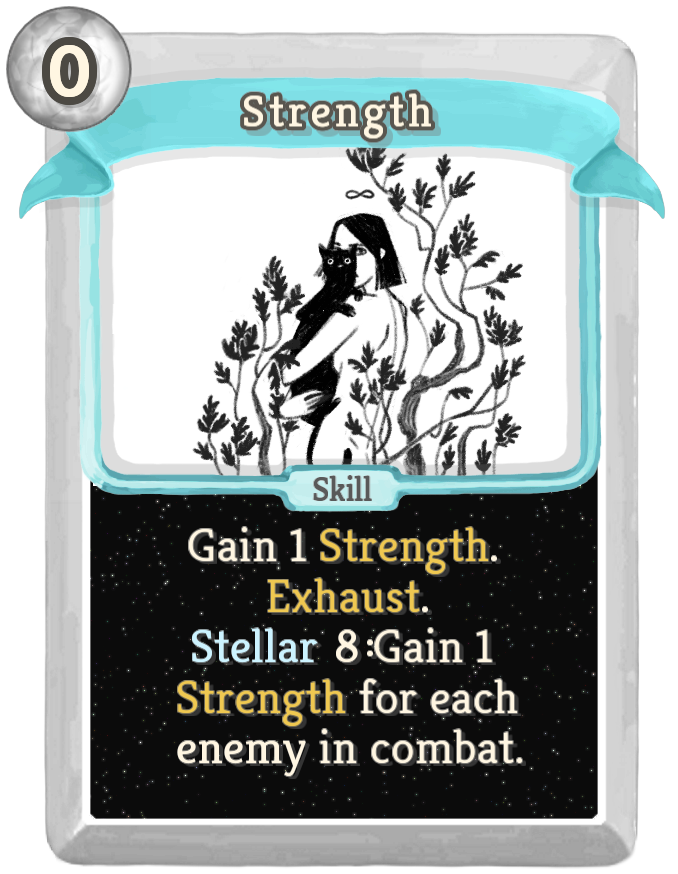 0
Strength
Skill
Gain 1 Strength.
Exhaust.
Stellar 8:Gain 1
Strength for each
enemy in combat.